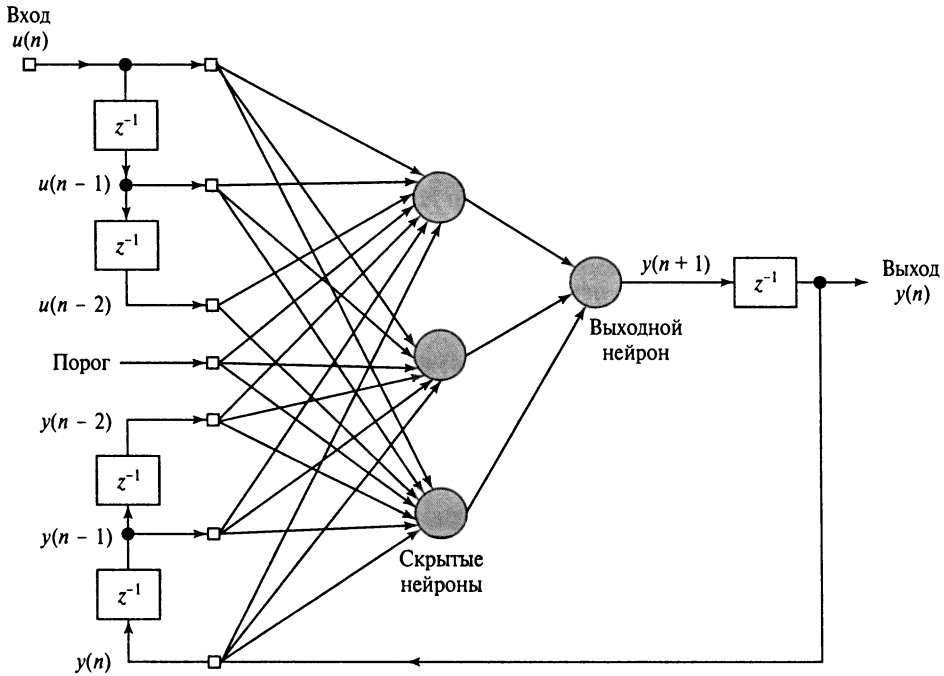 Вход
u(n)
z⁻¹
u(n − 1)
z⁻¹
u(n − 2)
Порог
y(n − 2)
z⁻¹
y(n − 1)
z⁻¹
y(n)
Скрытые
нейроны
Выходной
нейрон
y(n + 1)
z⁻¹
Выход
y(n)